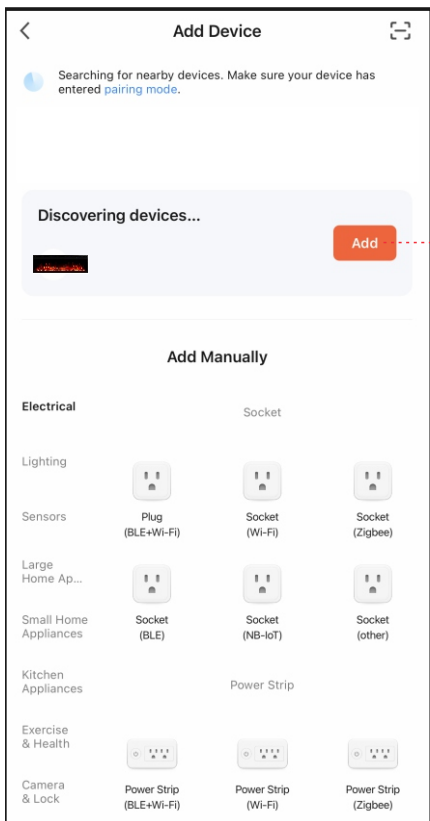 Add Device
Searching for nearby devices. Make sure your device has
entered pairing mode.
Discovering devices...
Add
Add Manually
Electrical
Socket
Lighting
Sensors
Plug
(BLE+Wi-Fi)
Socket
(Wi-Fi)
Socket
(Zigbee)
Large
Home Ap...
Small Home
Appliances
Socket
(BLE)
Socket
(NB-IoT)
Socket
(other)
Kitchen
Appliances
Power Strip
Exercise
& Health
Camera
& Lock
Power Strip
(BLE+Wi-Fi)
Power Strip
(Wi-Fi)
Power Strip
(Zigbee)